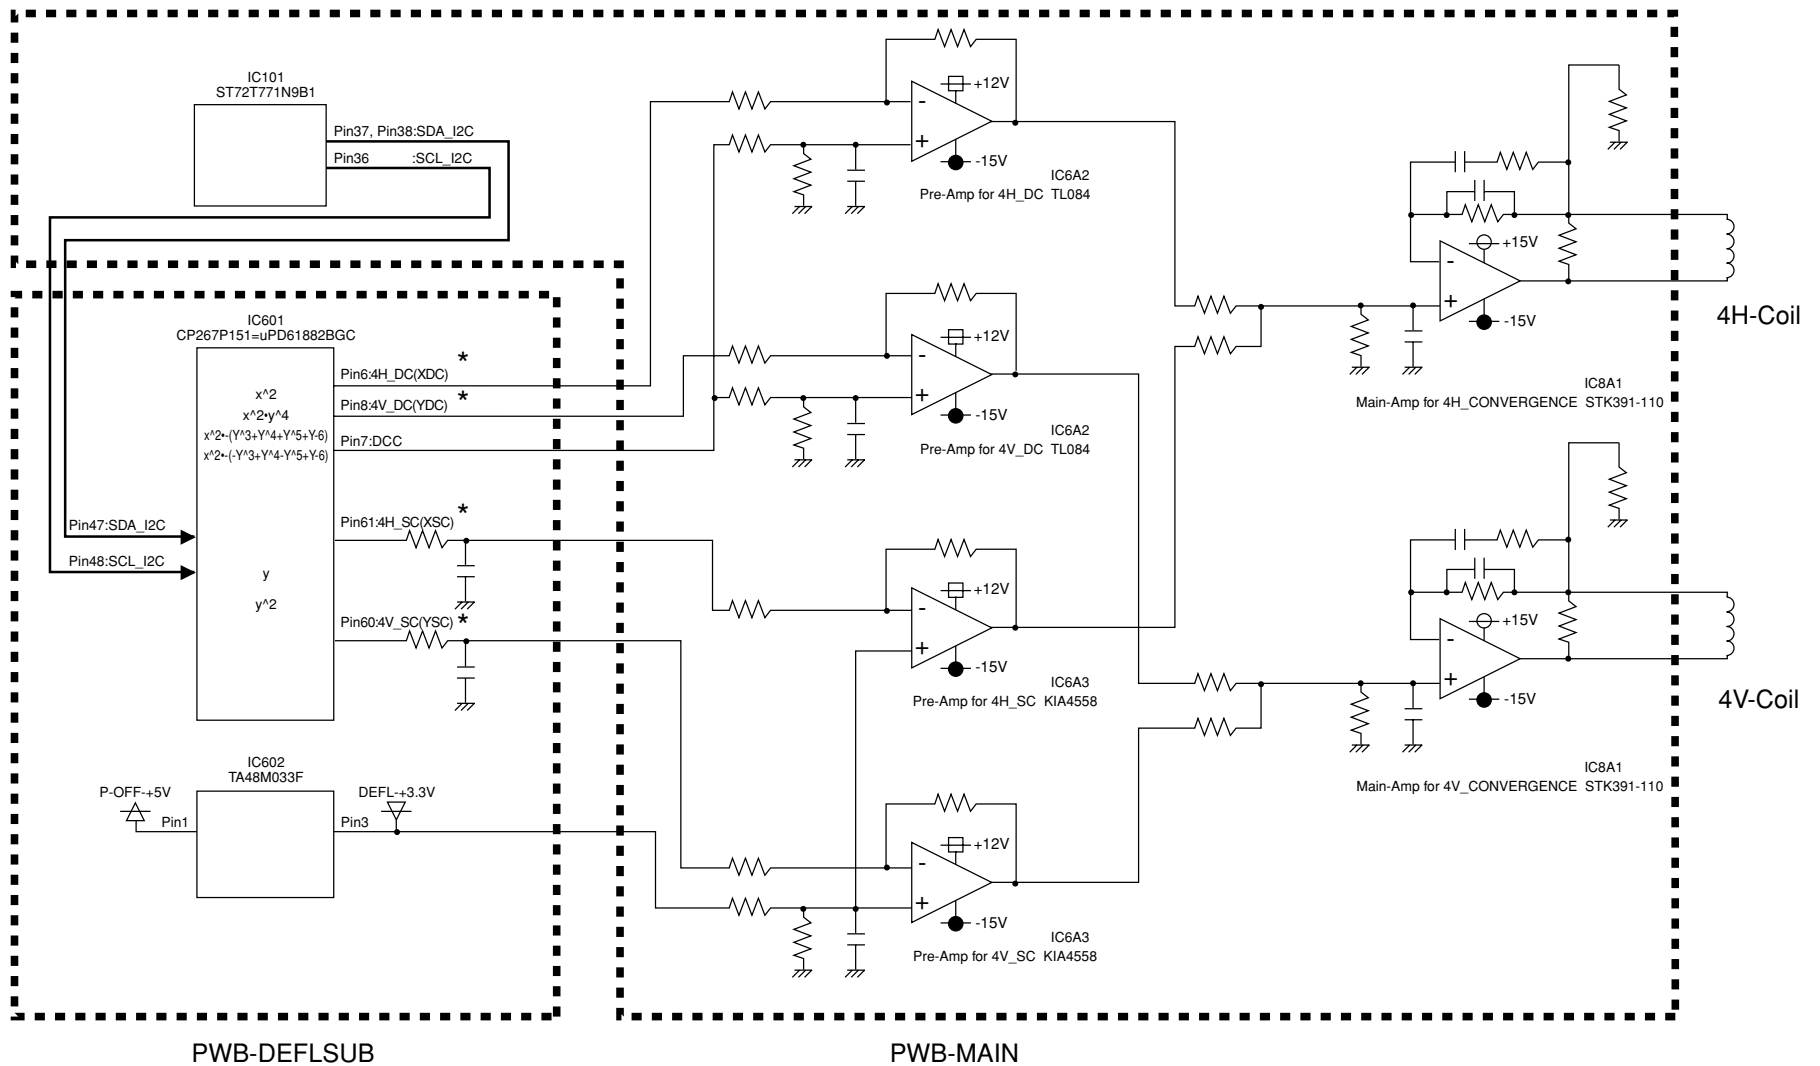 IC101
ST72T771N9B1
Pin37, Pin38:SDA_I2C
Pin36 :SCL_I2C
+12V
-
+
-15V
IC6A2
Pre-Amp for 4H_DC TL084
+15V
-
+
-15V
4H-Coil
IC8A1
Main-Amp for 4H_CONVERGENCE STK391-110
IC601
CP267P151=uPD61882BGC
x^2
x^2•y^4
x^2•-(Y^3+Y^4+Y^5+Y-6)
x^2•-(-Y^3+Y^4-Y^5+Y-6)
y
y^2
Pin6:4H_DC(XDC) *
Pin8:4V_DC(YDC) *
Pin7:DCC
Pin61:4H_SC(XSC) *
Pin60:4V_SC(YSC) *
Pin47:SDA_I2C
Pin48:SCL_I2C
+12V
-
+
-15V
IC6A2
Pre-Amp for 4V_DC TL084
+12V
-
+
-15V
IC6A3
Pre-Amp for 4H_SC KIA4558
+15V
-
+
-15V
4V-Coil
IC8A1
Main-Amp for 4V_CONVERGENCE STK391-110
IC602
TA48M033F
P-OFF-+5V
Pin1
Pin3
DEFL-+3.3V
+12V
-
+
-15V
IC6A3
Pre-Amp for 4V_SC KIA4558
PWB-DEFLSUB
PWB-MAIN